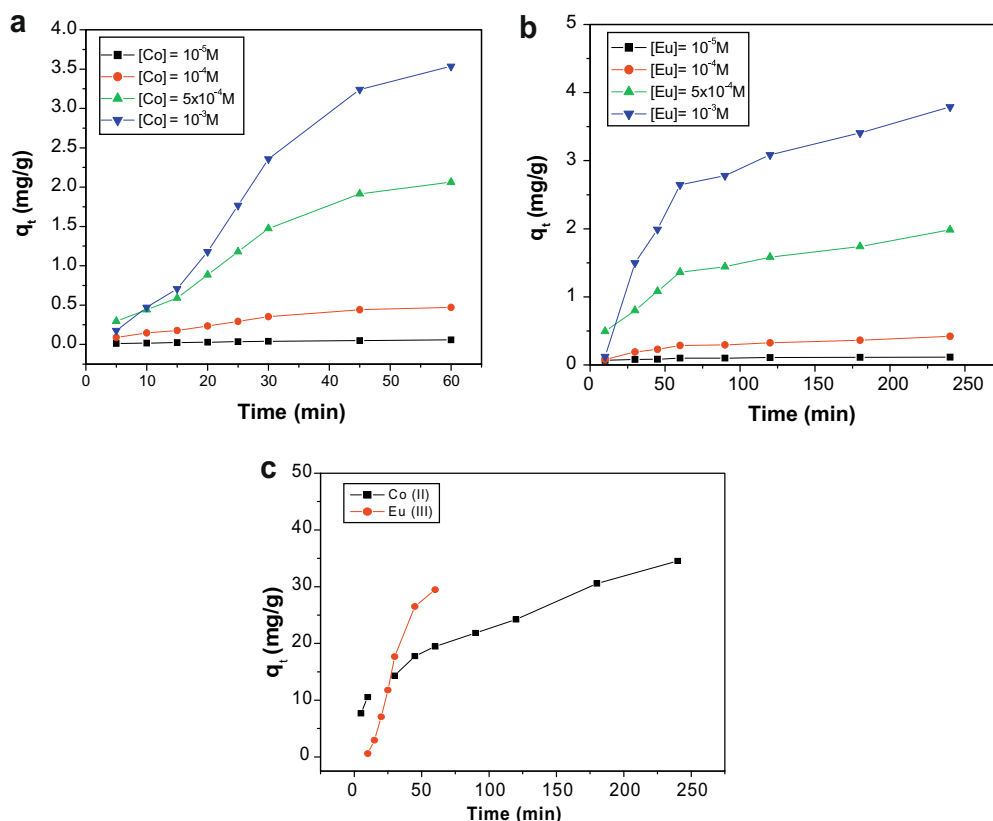 a
[Co] = 10⁻⁵M
[Co] = 10⁻⁴M
[Co] = 5x10⁻⁴M
[Co] = 10⁻³M
4.0
3.5
3.0
2.5
2.0
1.5
1.0
0.5
0.0
qₜ (mg/g)
0
10
20
30
40
50
60
Time (min)
b
[Eu]= 10⁻⁵M
[Eu]= 10⁻⁴M
[Eu]= 5x10⁻⁴M
[Eu]= 10⁻³M
5
4
3
2
1
0
qₜ (mg/g)
0
50
100
150
200
250
Time (min)
c
Co (II)
Eu (III)
50
40
30
20
10
0
qₜ (mg/g)
0
50
100
150
200
250
Time (min)